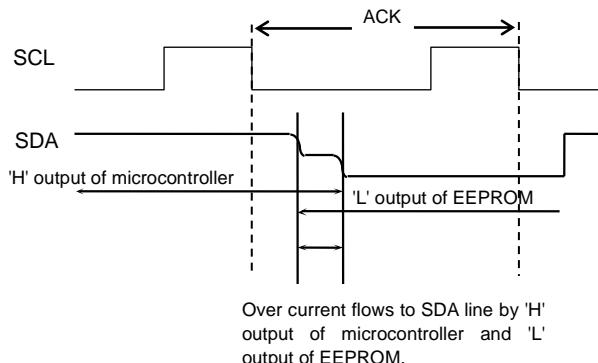 ACK
SCL
SDA
'H' output of microcontroller
'L' output of EEPROM
Over current flows to SDA line by 'H'
output of microcontroller and 'L'
output of EEPROM.